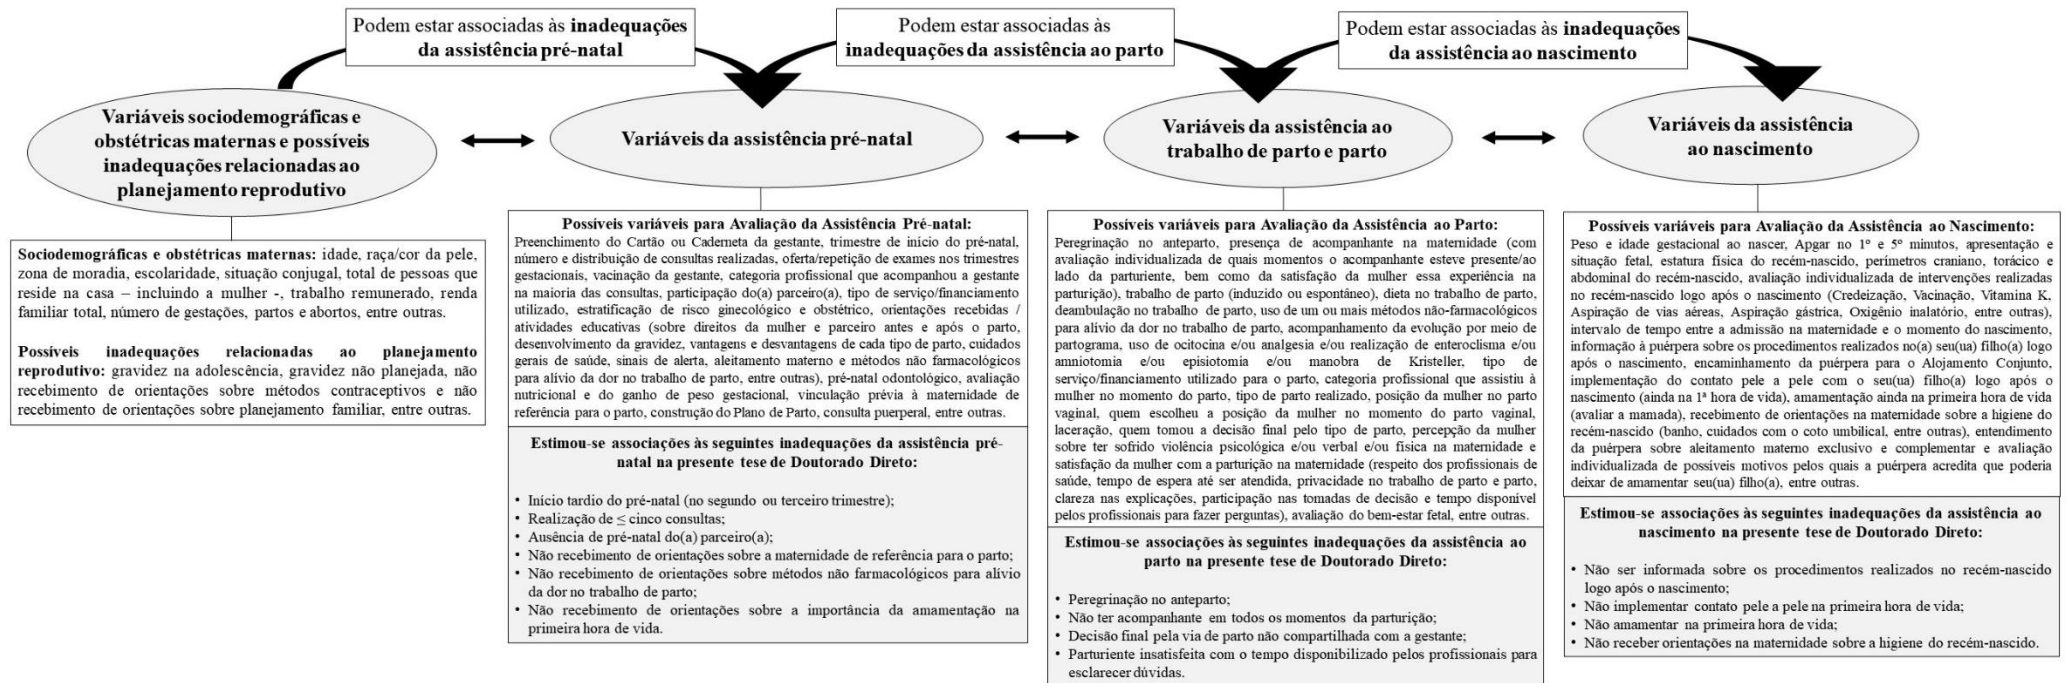 Podem estar associadas às inadequações
da assistência pré-natal
Podem estar associadas às
inadequações da assistência ao parto
Podem estar associadas às inadequações
da assistência ao nascimento
Variáveis sociodemográficas e
obstétricas maternas e possíveis
inadequações relacionadas ao
planejamento reprodutivo
Variáveis da assistência pré-natal
Variáveis da assistência ao
trabalho de parto e parto
Variáveis da assistência
ao nascimento
Sociodemográficas e obstétricas maternas: idade, raça/cor da pele,
zona de moradia, escolaridade, situação conjugal, total de pessoas que
reside na casa – incluindo a mulher -, trabalho remunerado, renda
familiar total, número de gestações, partos e abortos, entre outras.
Possíveis inadequações relacionadas ao planejamento
reprodutivo: gravidez na adolescência, gravidez não planejada, não
recebimento de orientações sobre métodos contraceptivos e não
recebimento de orientações sobre planejamento familiar, entre outras.
Possíveis variáveis para Avaliação da Assistência Pré-natal:
Preenchimento do Cartão ou Caderneta da gestante, trimestre de início do pré-natal,
número e distribuição de consultas realizadas, oferta/repetição de exames nos trimestres
gestacionais, vacinação da gestante, categoria profissional que acompanhou a gestante
na maioria das consultas, participação do(a) parceiro(a), tipo de serviço/financiamento
utilizado, estratificação de risco ginecológico e obstétrico, orientações recebidas /
atividades educativas (sobre direitos da mulher e parceiro antes e após o parto,
desenvolvimento da gravidez, vantagens e desvantagens de cada tipo de parto, cuidados
gerais de saúde, sinais de alerta, aleitamento materno e métodos não farmacológicos
para alívio da dor no trabalho de parto, entre outras), pré-natal odontológico, avaliação
nutricional e do ganho de peso gestacional, vinculação prévia à maternidade de
referência para o parto, construção do Plano de Parto, consulta puerperal, entre outras.
Estimou-se associações às seguintes inadequações da assistência pré-
natal na presente tese de Doutorado Direto:
• Início tardio do pré-natal (no segundo ou terceiro trimestre);
• Realização de ≤ cinco consultas;
• Ausência de pré-natal do(a) parceiro(a);
• Não recebimento de orientações sobre a maternidade de referência para o parto;
• Não recebimento de orientações sobre métodos não farmacológicos para alívio
da dor no trabalho de parto;
• Não recebimento de orientações sobre a importância da amamentação na
primeira hora de vida.
Possíveis variáveis para Avaliação da Assistência ao Parto:
Peregrinação no anteparto, presença de acompanhante na maternidade (com
avaliação individualizada de quais momentos o acompanhante esteve presente/ao
lado da parturiente, bem como da satisfação da mulher essa experiência na
parturição), trabalho de parto (induzido ou espontâneo), dieta no trabalho de parto,
deambulação no trabalho de parto, uso de um ou mais métodos não-farmacológicos
para alívio da dor no trabalho de parto, acompanhamento da evolução por meio de
partograma, uso de ocitocina e/ou analgesia e/ou realização de enteroclisma e/ou
amniotomia e/ou episiotomia e/ou manobra de Kristeller, tipo de
serviço/financiamento utilizado para o parto, categoria profissional que assistiu à
mulher no momento do parto, tipo de parto realizado, posição da mulher no parto
vaginal, quem escolheu a posição da mulher no momento do parto vaginal,
laceração, quem tomou a decisão final pelo tipo de parto, percepção da mulher
sobre ter sofrido violência psicológica e/ou verbal e/ou física na maternidade e
satisfação da mulher com a parturição na maternidade (respeito dos profissionais de
saúde, tempo de espera até ser atendida, privacidade no trabalho de parto e parto,
clareza nas explicações, participação nas tomadas de decisão e tempo disponível
pelos profissionais para fazer perguntas), avaliação do bem-estar fetal, entre outras.
Estimou-se associações às seguintes inadequações da assistência ao
parto na presente tese de Doutorado Direto:
• Peregrinação no anteparto;
• Não ter acompanhante em todos os momentos da parturição;
• Decisão final pela via de parto não compartilhada com a gestante;
• Parturiente insatisfeita com o tempo disponibilizado pelos profissionais para
esclarecer dúvidas.
Possíveis variáveis para Avaliação da Assistência ao Nascimento:
Peso e idade gestacional ao nascer, Apgar no 1º e 5º minutos, apresentação e
situação fetal, estatura física do recém-nascido, perímetros craniano, torácico e
abdominal do recém-nascido, avaliação individualizada de intervenções realizadas
no recém-nascido logo após o nascimento (Credeização, Vacinação, Vitamina K,
Aspiração de vias aéreas, Aspiração gástrica, Oxigênio inalatório, entre outras),
intervalo de tempo entre a admissão na maternidade e o momento do nascimento,
informação à puérpera sobre os procedimentos realizados no(a) seu(ua) filho(a) logo
após o nascimento, encaminhamento da puérpera para o Alojamento Conjunto,
implementação do contato pele a pele com o seu(ua) filho(a) logo após o
nascimento (ainda na 1ª hora de vida), amamentação ainda na primeira hora de vida
(avaliar a mamada), recebimento de orientações na maternidade sobre a higiene do
recém-nascido (banho, cuidados com o coto umbilical, entre outras), entendimento
da puérpera sobre aleitamento materno exclusivo e complementar e avaliação
individualizada de possíveis motivos pelos quais a puérpera acredita que poderia
deixar de amamentar seu(ua) filho(a), entre outras.
Estimou-se associações às seguintes inadequações da assistência ao
nascimento na presente tese de Doutorado Direto:
• Não ser informada sobre os procedimentos realizados no recém-nascido
logo após o nascimento;
• Não implementar contato pele a pele na primeira hora de vida;
• Não amamentar na primeira hora de vida;
• Não receber orientações na maternidade sobre a higiene do recém-nascido.